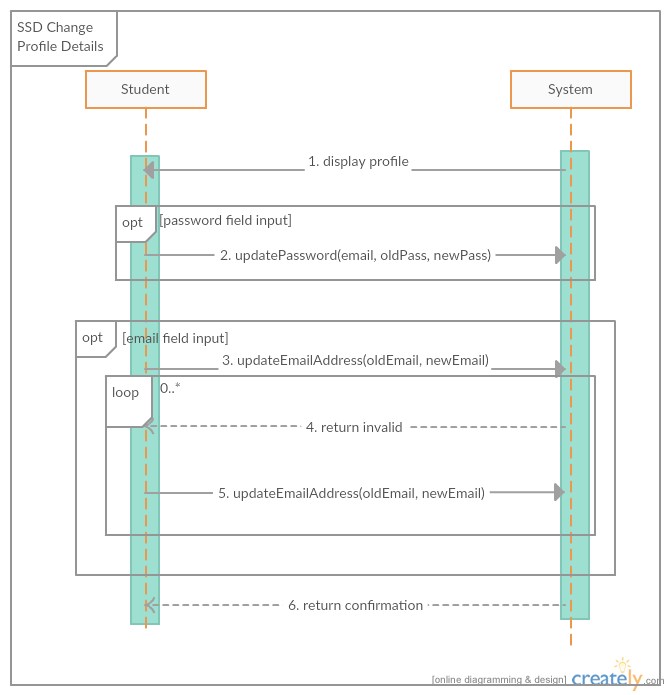 SSD Change
Profile Details
Student
System
1. display profile
opt
[password field input]
2. updatePassword(email, oldPass, newPass)
opt
[email field input]
3. updateEmailAddress(oldEmail, newEmail)
loop
0..*
4. return invalid
5. updateEmailAddress(oldEmail, newEmail)
6. return confirmation
[online diagramming & design] creately.com